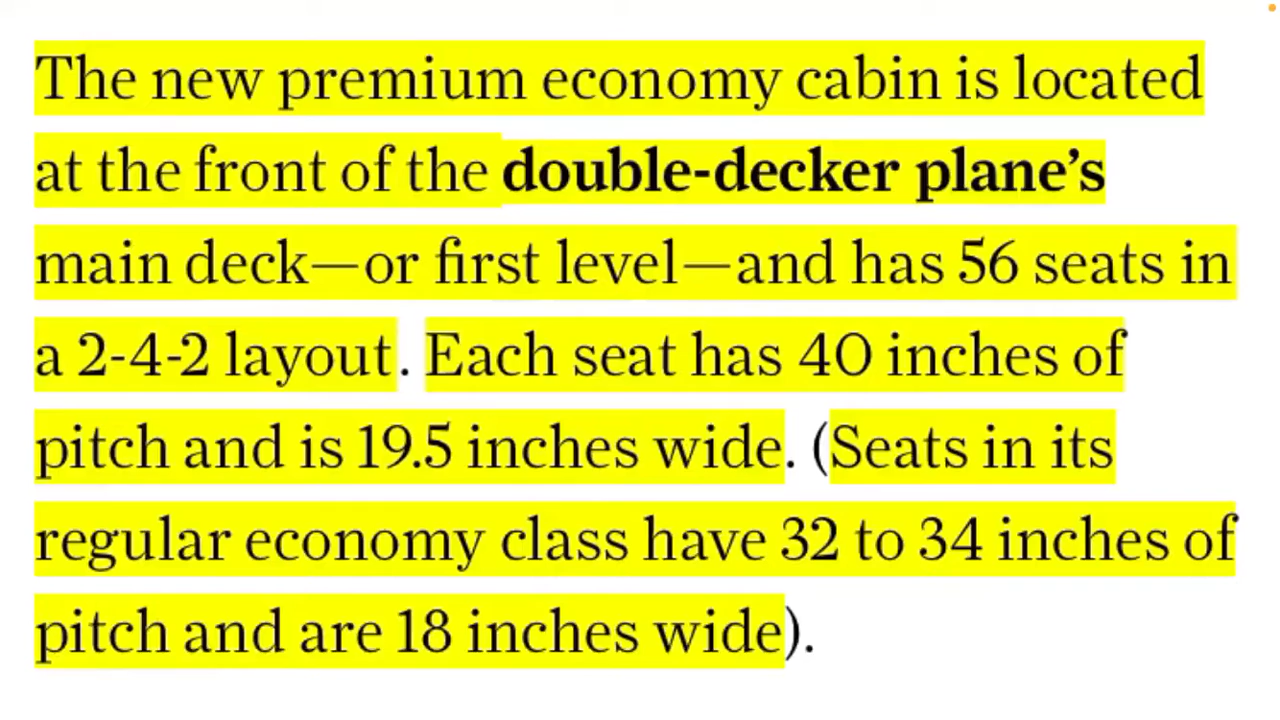 The new premium economy cabin is located
at the front of the double-decker plane’s
main deck—or first level—and has 56 seats in
a 2-4-2 layout. Each seat has 40 inches of
pitch and is 19.5 inches wide. (Seats in its
regular economy class have 32 to 34 inches of
pitch and are 18 inches wide).